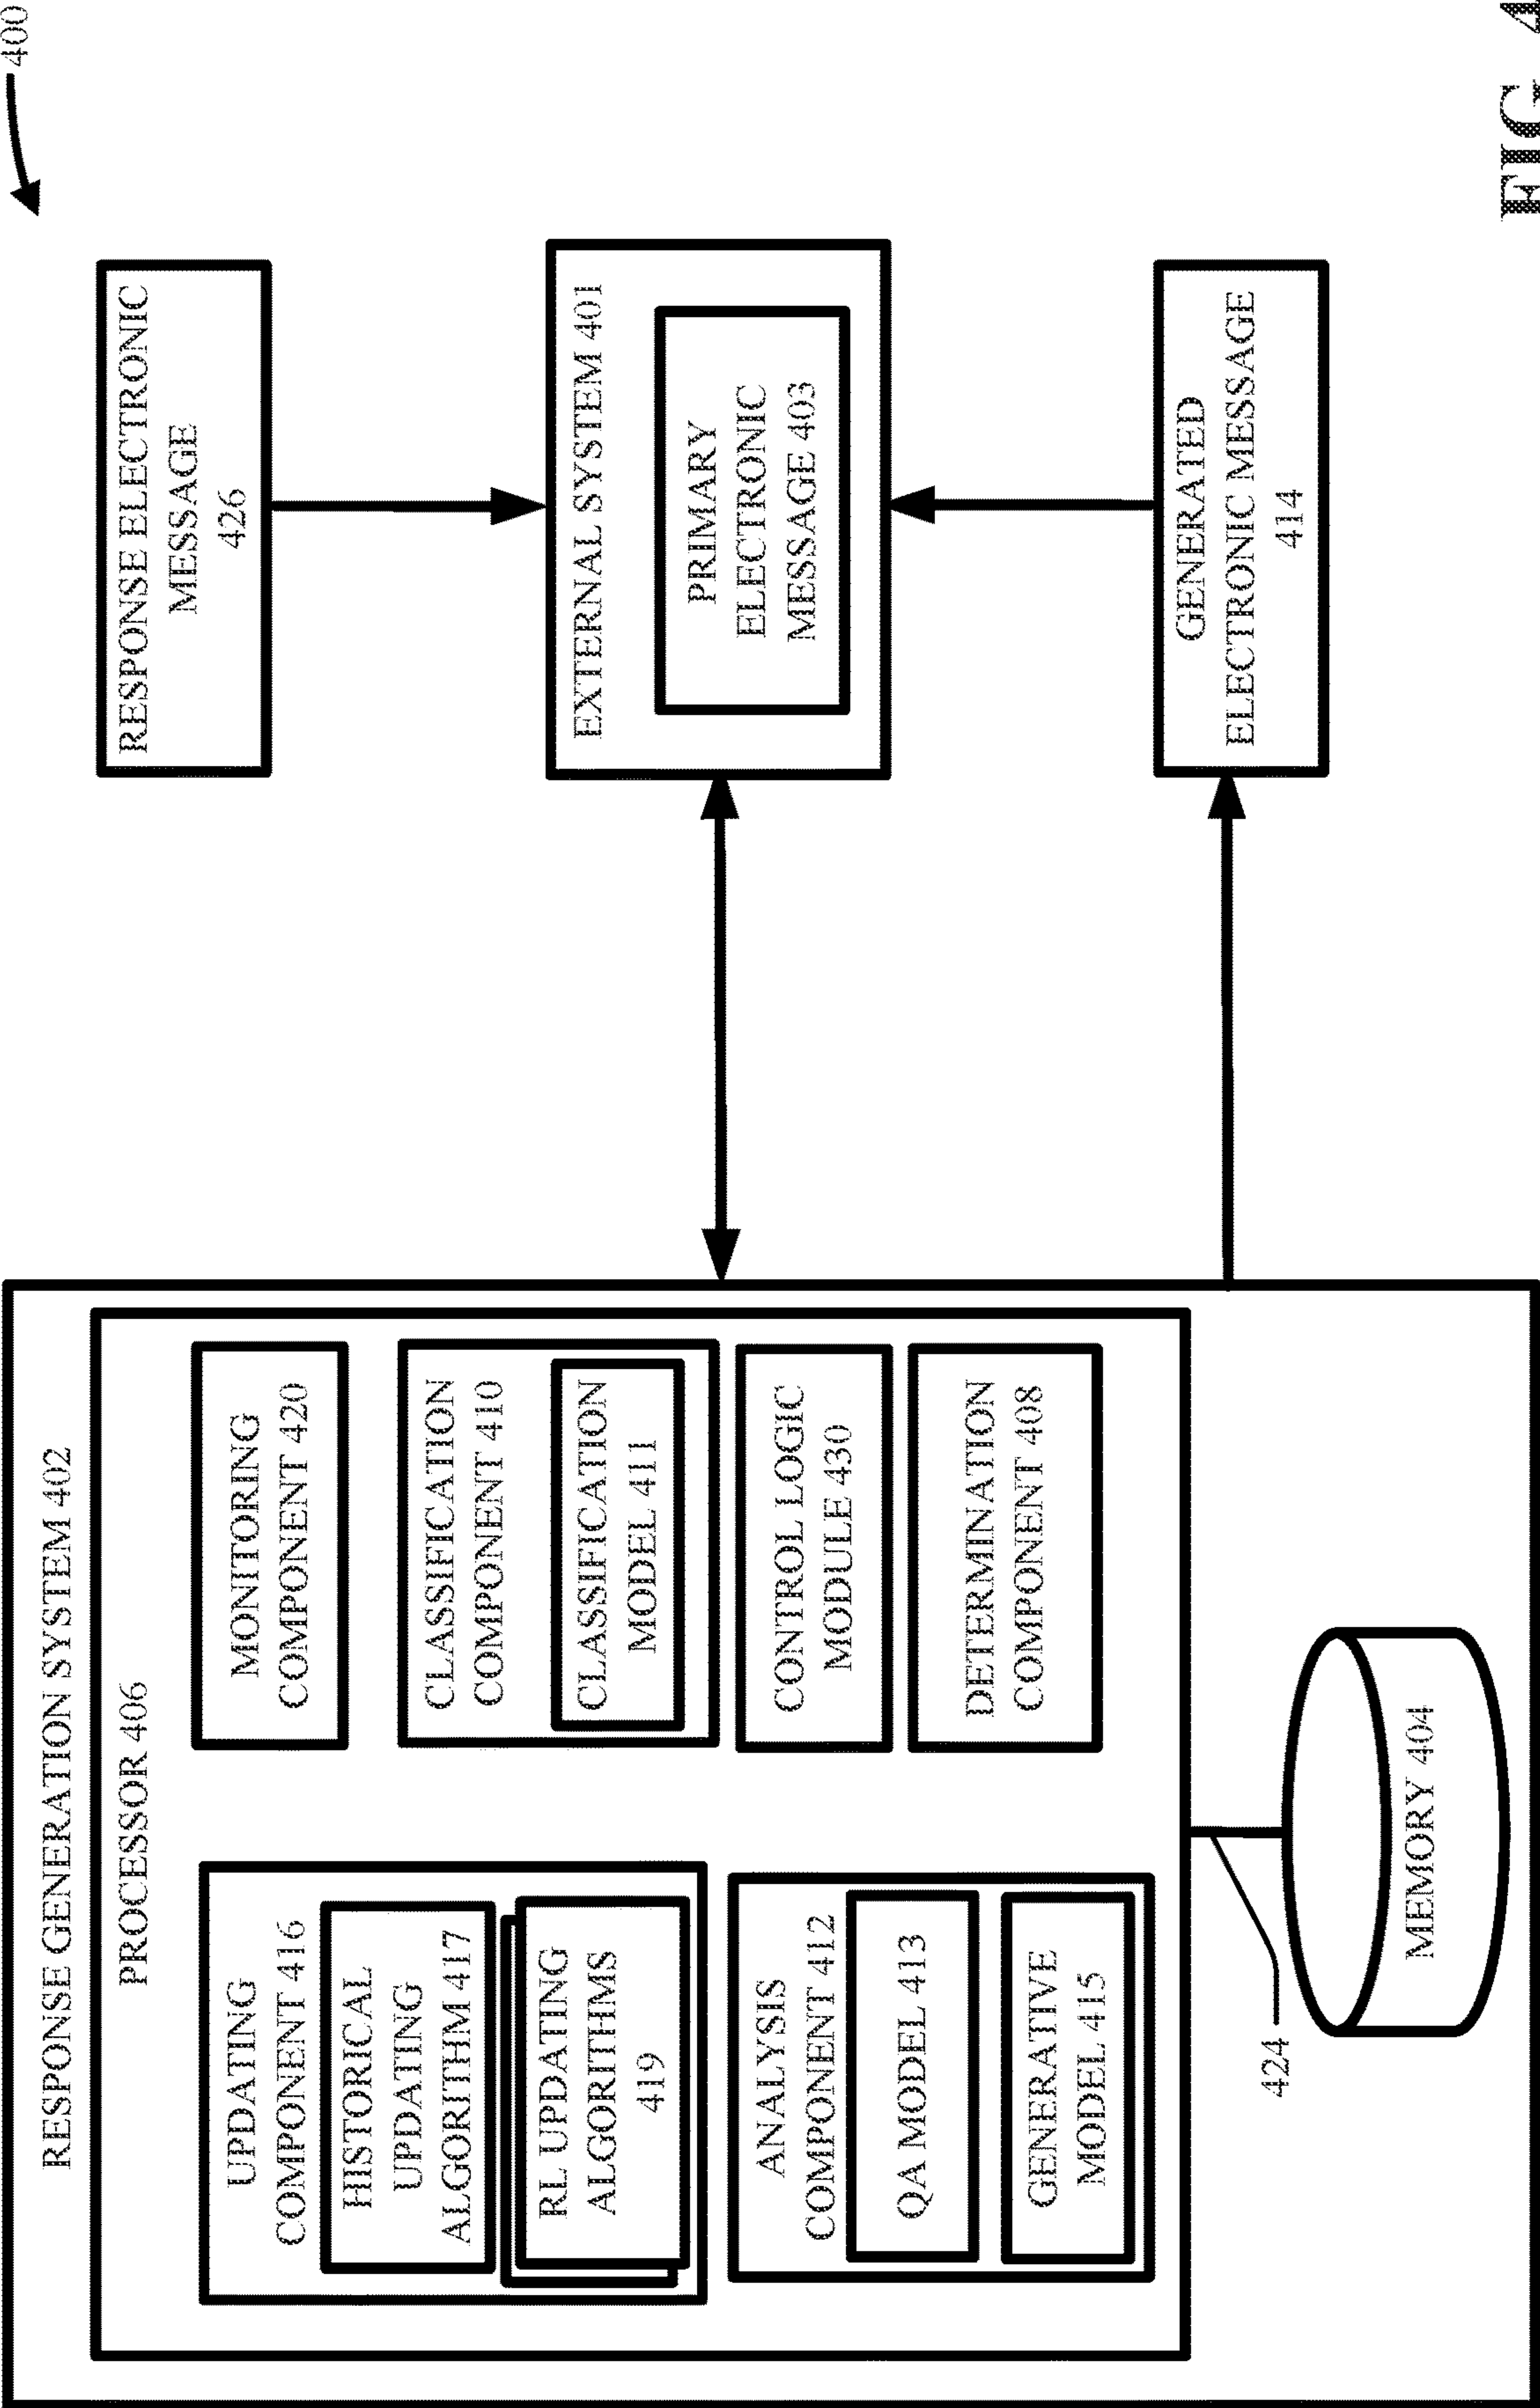 400
RESPONSE GENERATION SYSTEM 402
PROCESSOR 406
UPDATING
COMPONENT 416
HISTORICAL
UPDATING
ALGORITHM 417
RL UPDATING
ALGORITHMS
419
ANALYSIS
COMPONENT 412
QA MODEL 413
GENERATIVE
MODEL 415
MONITORING
COMPONENT 420
CLASSIFICATION
COMPONENT 410
CLASSIFICATION
MODEL 411
CONTROL LOGIC
MODULE 430
DETERMINATION
COMPONENT 408
424
MEMORY 404
RESPONSE ELECTRONIC
MESSAGE
426
EXTERNAL SYSTEM 401
PRIMARY
ELECTRONIC
MESSAGE 403
GENERATED
ELECTRONIC MESSAGE
414
FIG. 4